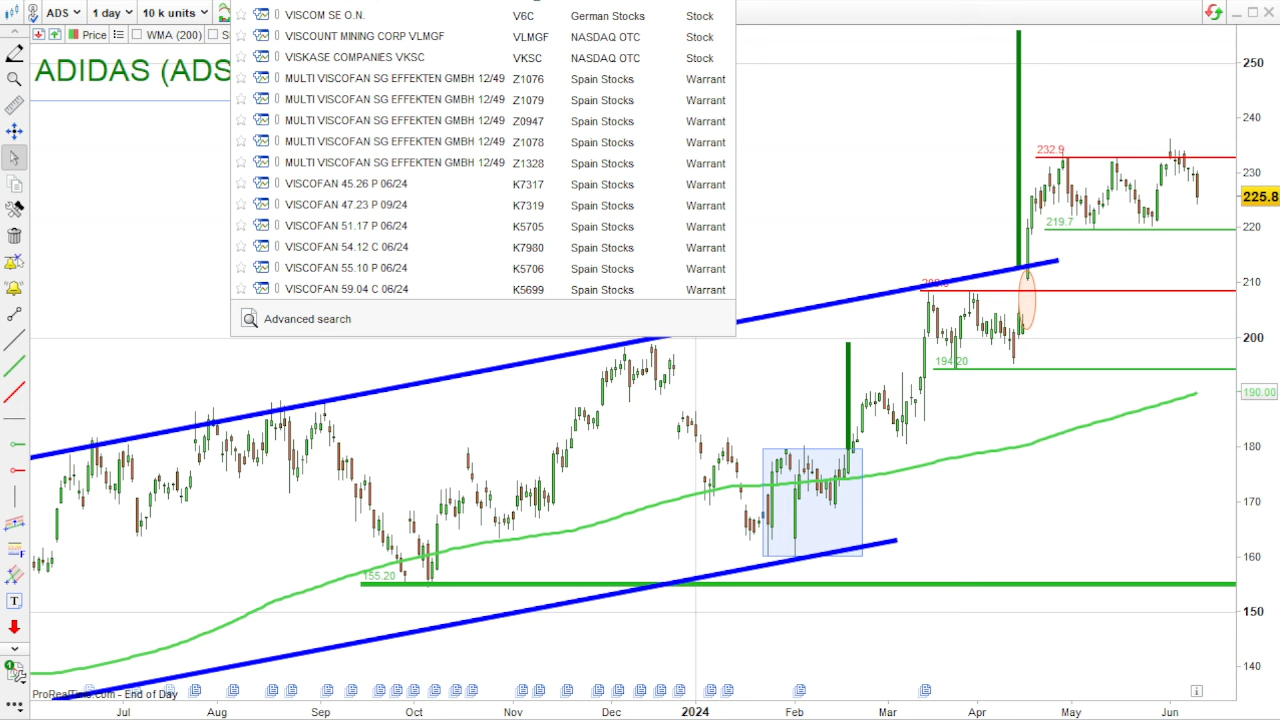 ADS 1 day 10 k units
Price WMA (200) S
ADIDAS (ADS
VISCOM SE O.N. V6C German Stocks Stock
VISCOUNT MINING CORP VLMGF VLMGF NASDAQ OTC Stock
VISKASE COMPANIES VKSC VKSC NASDAQ OTC Stock
MULTI VISCOFAN SG EFFEKTEN GMBH 12/49 Z1076 Spain Stocks Warrant
MULTI VISCOFAN SG EFFEKTEN GMBH 12/49 Z1079 Spain Stocks Warrant
MULTI VISCOFAN SG EFFEKTEN GMBH 12/49 Z0947 Spain Stocks Warrant
MULTI VISCOFAN SG EFFEKTEN GMBH 12/49 Z1078 Spain Stocks Warrant
MULTI VISCOFAN SG EFFEKTEN GMBH 12/49 Z1328 Spain Stocks Warrant
VISCOFAN 45.26 P 06/24 K7317 Spain Stocks Warrant
VISCOFAN 47.23 P 09/24 K7319 Spain Stocks Warrant
VISCOFAN 51.17 P 06/24 K5705 Spain Stocks Warrant
VISCOFAN 54.12 C 06/24 K7980 Spain Stocks Warrant
VISCOFAN 55.10 P 06/24 K5706 Spain Stocks Warrant
VISCOFAN 59.04 C 06/24 K5699 Spain Stocks Warrant
Advanced search
250
240
232.9
230
225.8
219.7
220
210
200
194.20
190.00
180
170
160
155.20
150
140
ProRealTime.com - End of Day
Jul Aug Sep Oct Nov Dec 2024 Feb Mar Apr May Jun